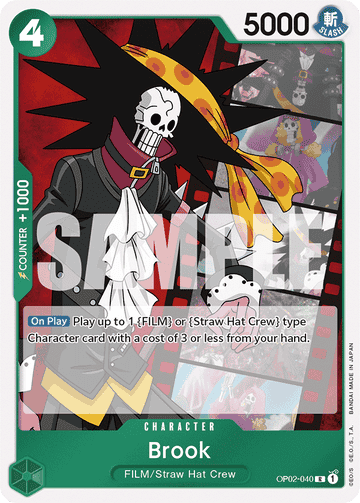 4
5000
斬
SLASH
COUNTER +1000
SAMPLE
On Play Play up to 1 {FILM} or {Straw Hat Crew} type
Character card with a cost of 3 or less from your hand.
CHARACTER
Brook
FILM/Straw Hat Crew
OP02-040 R 1
©E.O/S. ©E.O./S., T.A. BANDAI MADE IN JAPAN